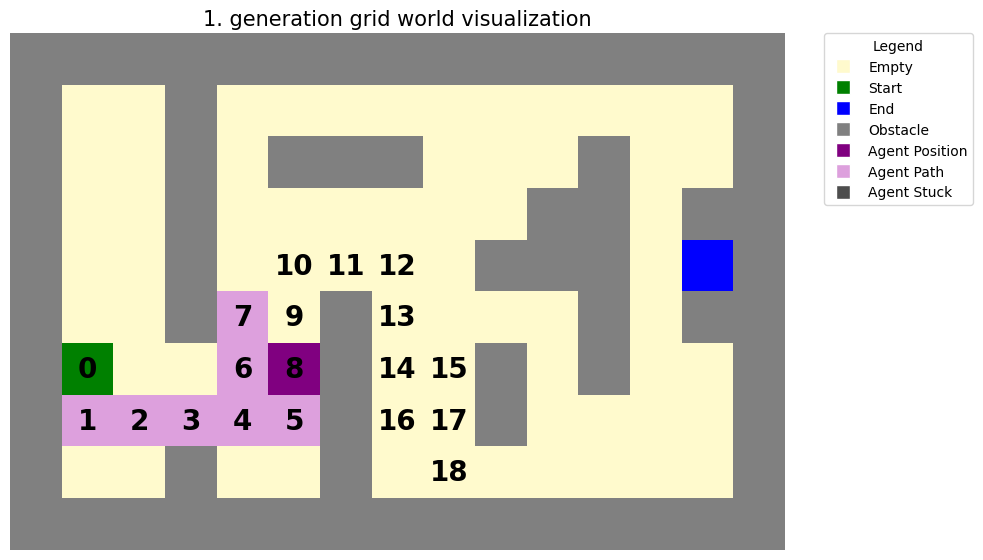 1. generation grid world visualization
Legend
Empty
Start
End
Obstacle
Agent Position
Agent Path
Agent Stuck
10 11 12
7 9 13
0 6 8 14 15
1 2 3 4 5 16 17
18